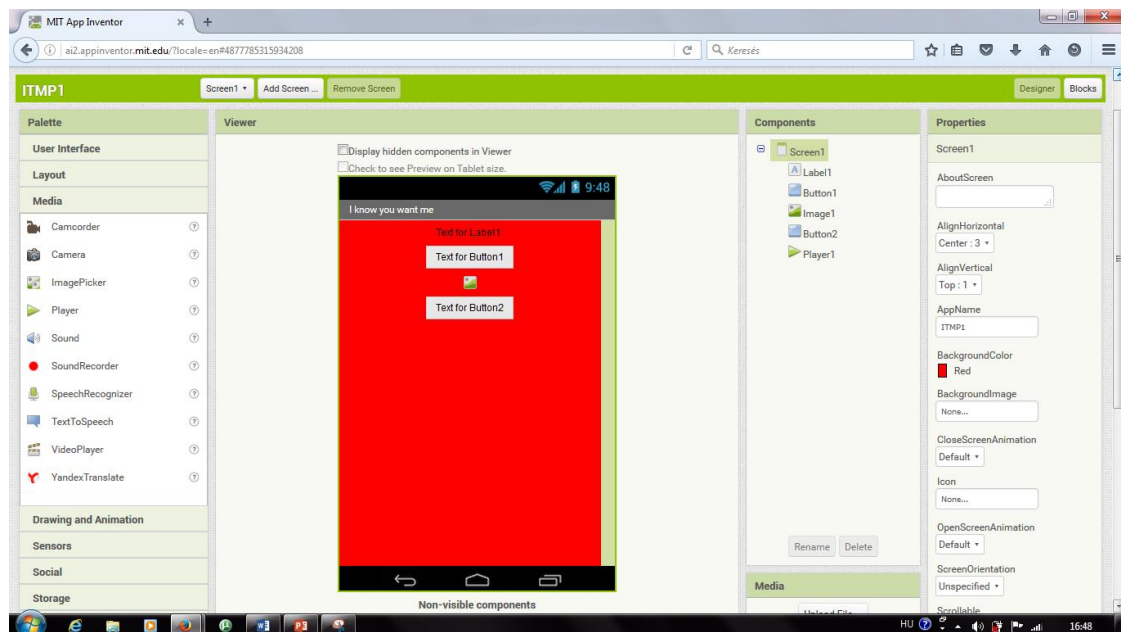 MIT App Inventor
ai2.appinventor.mit.edu/?locale=en#4877785315934208
Keresés
ITMP1
Screen1
Add Screen ...
Remove Screen
Designer
Blocks
Palette
User Interface
Layout
Media
Camcorder
Camera
ImagePicker
Player
Sound
SoundRecorder
SpeechRecognizer
TextToSpeech
VideoPlayer
YandexTranslate
Drawing and Animation
Sensors
Social
Storage
Viewer
Display hidden components in Viewer
Check to see Preview on Tablet size.
9:48
I know you want me
Text for Label1
Text for Button1
Text for Button2
Non-visible components
Components
Screen1
Label1
Button1
Image1
Button2
Player1
Rename
Delete
Media
Upload File
Properties
Screen1
AboutScreen
AlignHorizontal
Center : 3
AlignVertical
Top : 1
AppName
ITMP1
BackgroundColor
Red
BackgroundImage
None...
CloseScreenAnimation
Default
Icon
None...
OpenScreenAnimation
Default
ScreenOrientation
Unspecified
Scrollable
HU
16:48